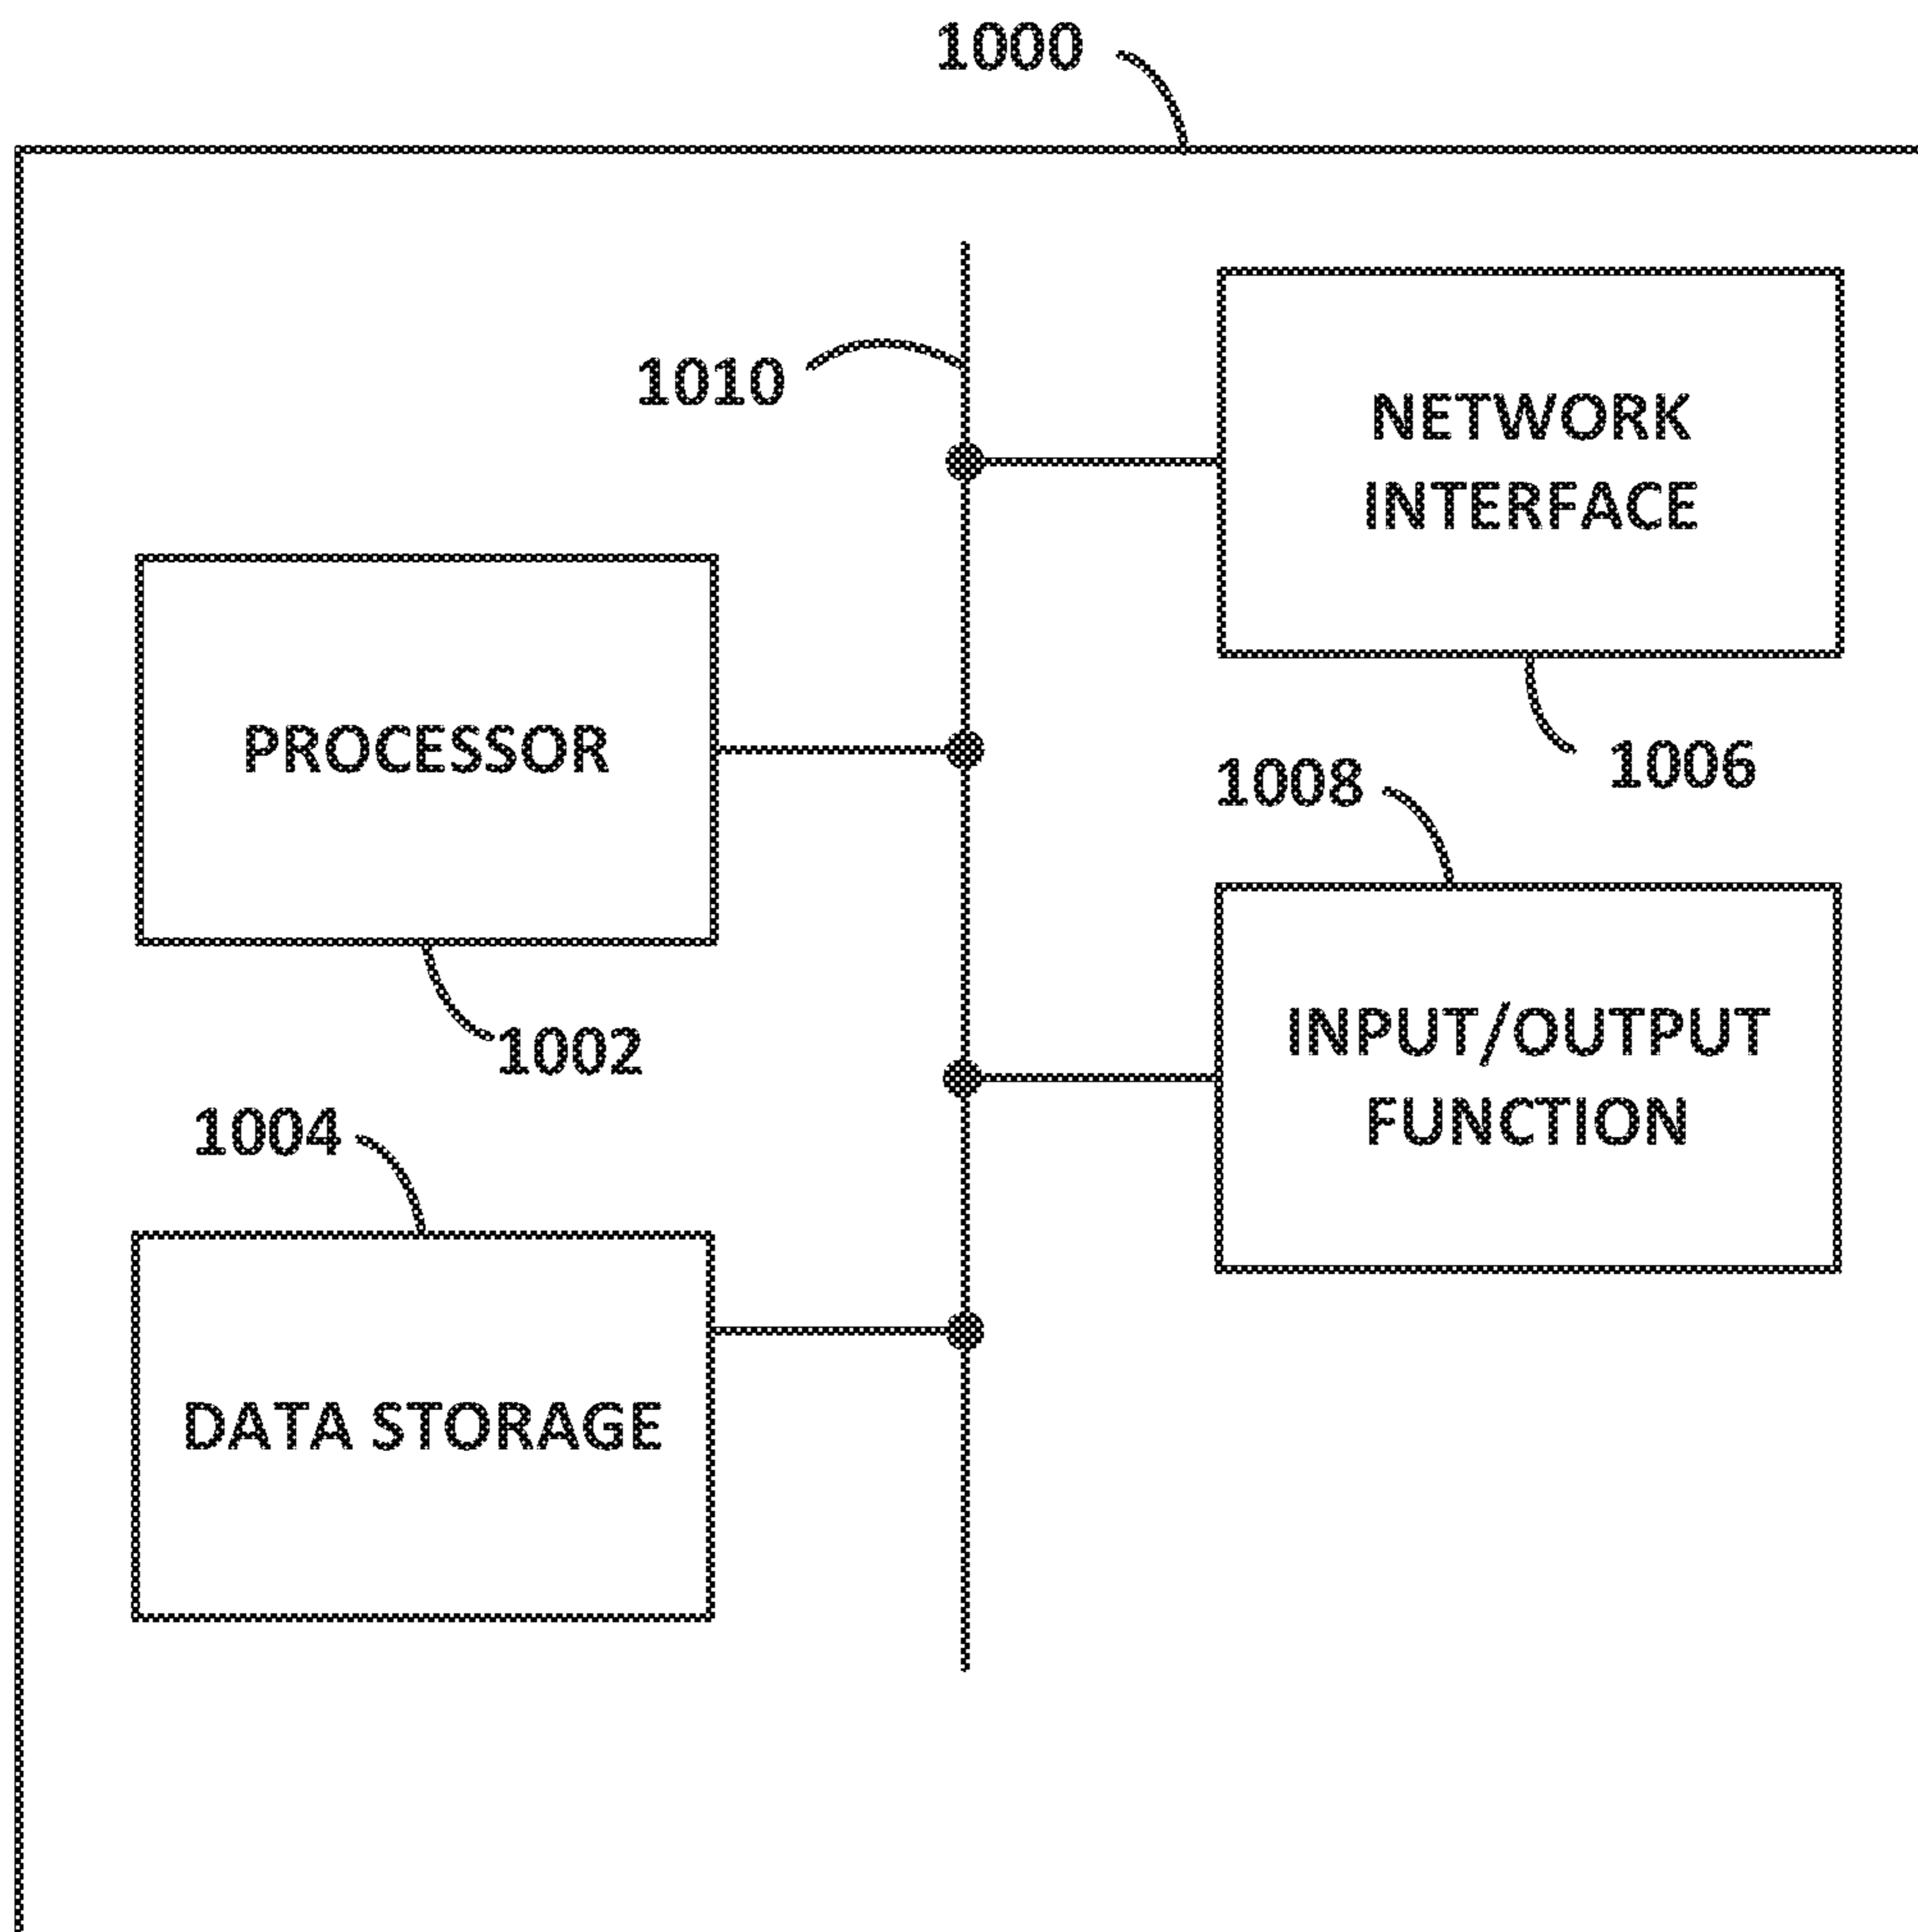 1000
1010
NETWORK
INTERFACE
PROCESSOR
1006
1008
1002
INPUT/OUTPUT
FUNCTION
1004
DATA STORAGE